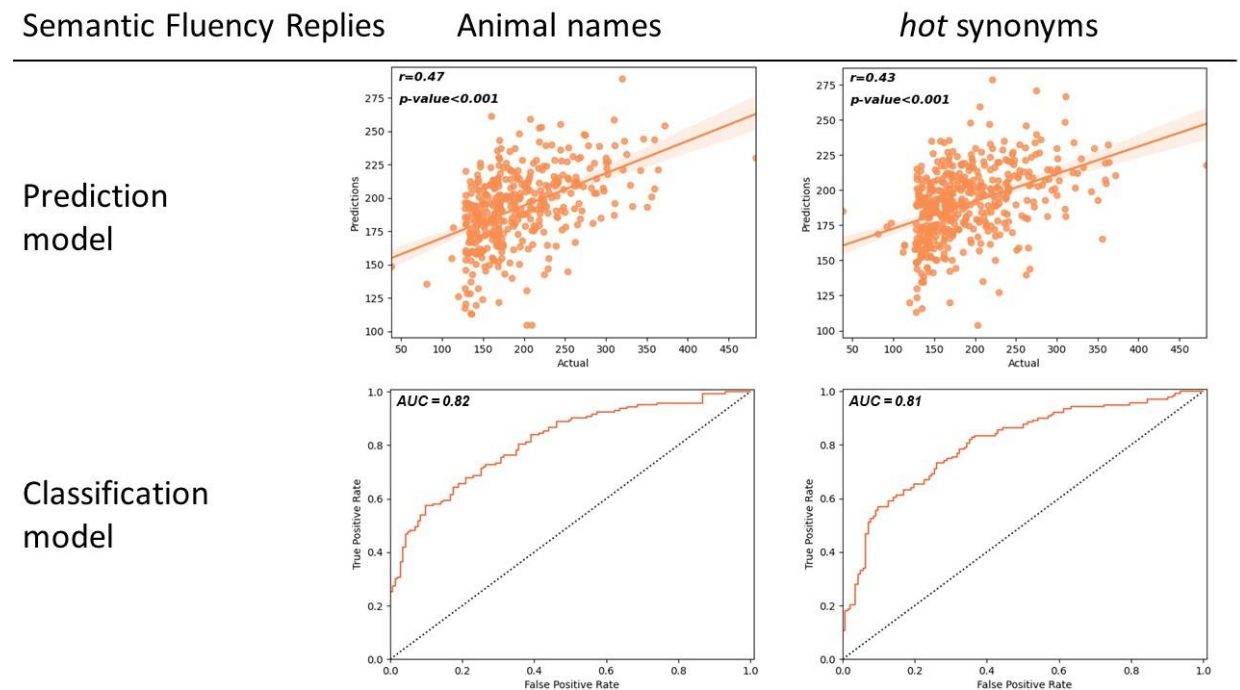 Semantic Fluency Replies Animal names hot synonyms
Prediction
model
r=0.47
p-value<0.001
275
250
225
200
175
150
125
100
Predictions
50 100 150 200 250 300 350 400 450
Actual
r=0.43
p-value<0.001
275
250
225
200
175
150
125
100
Predictions
50 100 150 200 250 300 350 400 450
Actual
Classification
model
AUC = 0.82
1.0
0.8
0.6
0.4
0.2
0.0
True Positive Rate
0.0 0.2 0.4 0.6 0.8 1.0
False Positive Rate
AUC = 0.81
1.0
0.8
0.6
0.4
0.2
0.0
True Positive Rate
0.0 0.2 0.4 0.6 0.8 1.0
False Positive Rate